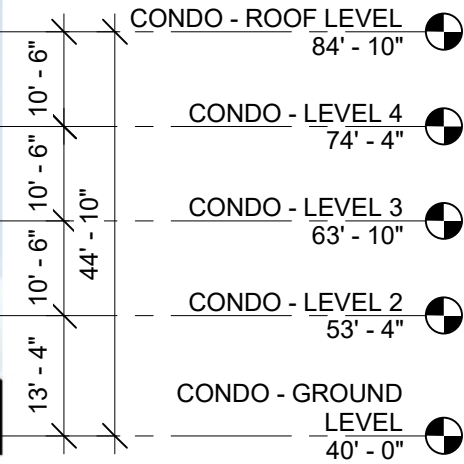 CONDO - ROOF LEVEL
84' - 10"
10' - 6"
CONDO - LEVEL 4
74' - 4"
10' - 6"
44' - 10"
CONDO - LEVEL 3
63' - 10"
10' - 6"
CONDO - LEVEL 2
53' - 4"
13' - 4"
CONDO - GROUND
LEVEL
40' - 0"